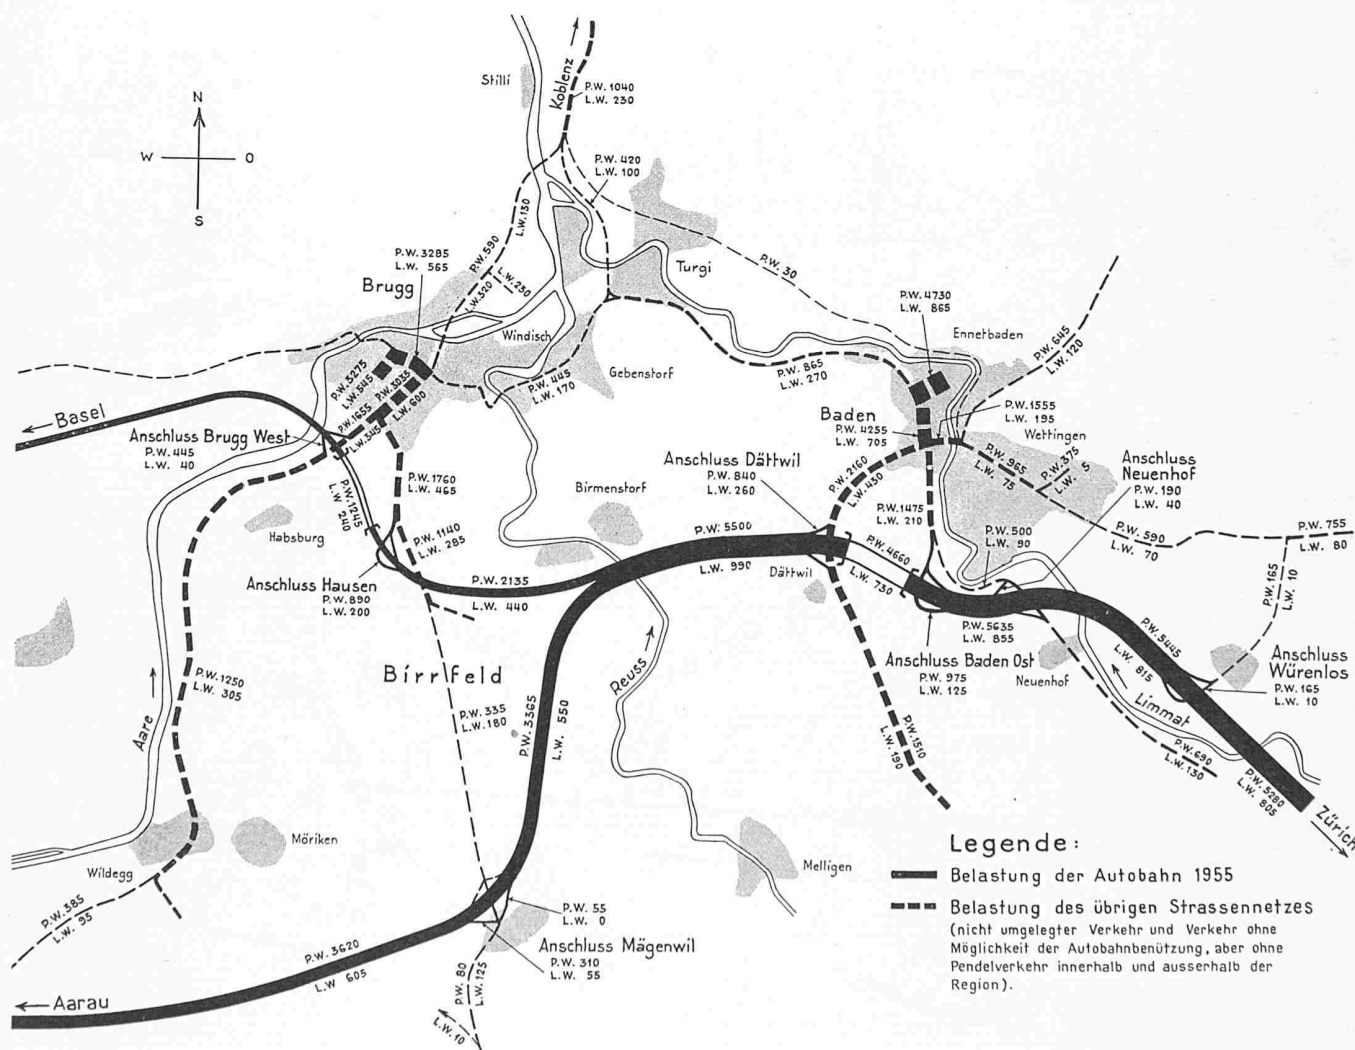 Stilli
Koblenz
P.W. 1040
L.W. 230
N
W
O
S
P.W. 420
L.W. 100
P.W. 590
L.W. 130
P.W. 3285
L.W. 565
Brugg
L.W. 320
L.W. 230
Turgi
P.W. 30
P.W. 4730
L.W. 865
Ennetbaden
P.W. 645
L.W. 120
Windisch
P.W. 3275
L.W. 545
P.W. 3035
L.W. 600
P.W. 1655
L.W. 345
P.W. 445
L.W. 170
Gebenstorf
P.W. 865
L.W. 270
Basel
Anschluss Brugg West
P.W. 445
L.W. 40
Baden
P.W. 4255
L.W. 705
P.W. 1555
L.W. 195
Wettingen
P.W. 965
L.W. 75
P.W. 375
L.W. 5
Anschluss
Neuenhof
P.W. 190
L.W. 40
Anschluss Dättwil
P.W. 840
L.W. 260
P.W. 2160
L.W. 430
P.W. 1760
L.W. 465
P.W. 1245
L.W. 240
Habsburg
P.W. 1140
L.W. 285
Birmenstorf
P.W. 1475
L.W. 210
P.W. 500
L.W. 90
P.W. 590
L.W. 70
P.W. 755
L.W. 80
P.W. 5500
L.W. 990
P.W. 4660
L.W. 730
Dättwil
Anschluss Hausen
P.W. 890
L.W. 200
P.W. 2135
L.W. 440
P.W. 165
L.W. 10
P.W. 5635
L.W. 855
P.W. 5445
L.W. 815
Anschluss Baden Ost
P.W. 975
L.W. 125
Neuenhof
Anschluss
Würenlos
P.W. 165
L.W. 10
Birrfeld
Reuss
Limmat
Aare
P.W. 1250
L.W. 305
P.W. 335
L.W. 180
P.W. 3365
L.W. 550
P.W. 1510
L.W. 190
P.W. 690
L.W. 130
P.W. 5280
L.W. 805
Zürich
Möriken
Wildegg
Melligen
P.W. 385
L.W. 95
P.W. 55
L.W. 0
Anschluss Mägenwil
P.W. 310
L.W. 55
P.W. 3620
L.W 605
P.W. 80
L.W. 125
L.W. 10
Aarau
Legende:
Belastung der Autobahn 1955
Belastung des übrigen Strassennetzes
(nicht umgelegter Verkehr und Verkehr ohne
Möglichkeit der Autobahnbenützung, aber ohne
Pendelverkehr innerhalb und ausserhalb der
Region).